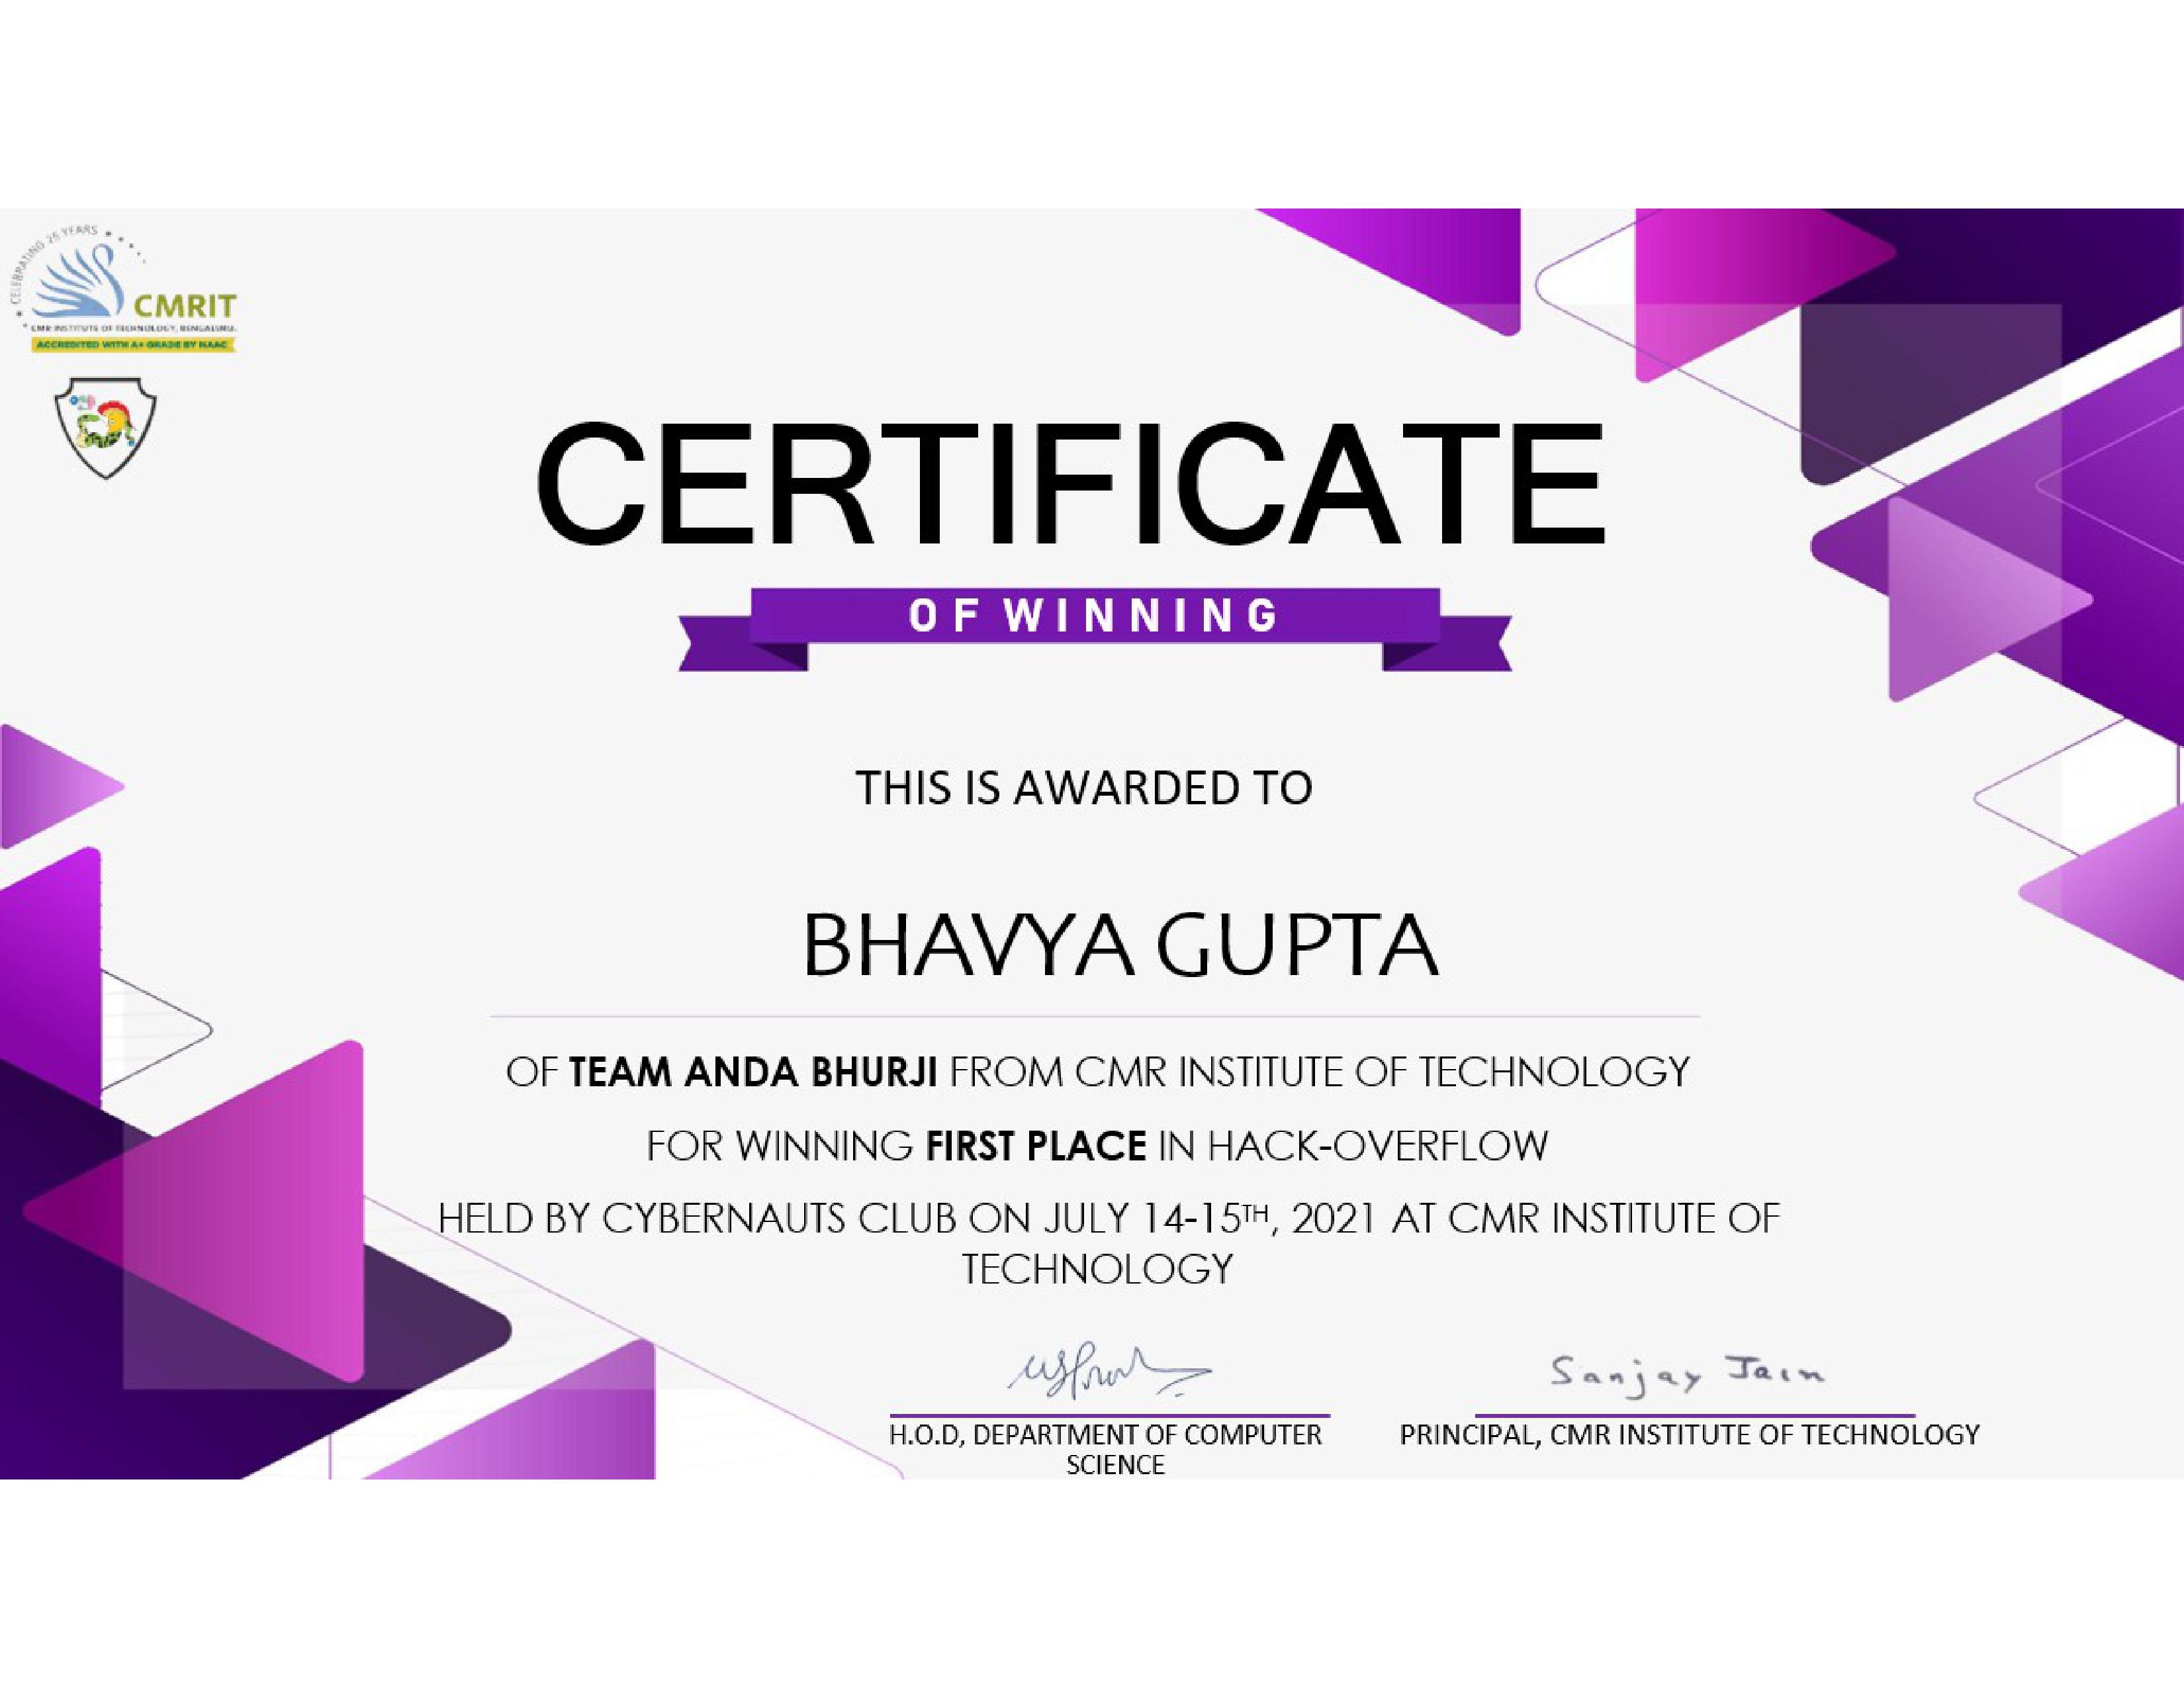 CELEBRATING 25 YEARS
CMRIT
CMR INSTITUTE OF TECHNOLOGY, BENGALURU.
ACCREDITED WITH A+ GRADE BY NAAC
CERTIFICATE
OF WINNING
THIS IS AWARDED TO
BHAVYA GUPTA
OF TEAM ANDA BHURJI FROM CMR INSTITUTE OF TECHNOLOGY
FOR WINNING FIRST PLACE IN HACK-OVERFLOW
HELD BY CYBERNAUTS CLUB ON JULY 14-15TH, 2021 AT CMR INSTITUTE OF
TECHNOLOGY
Sanjay Jain
H.O.D, DEPARTMENT OF COMPUTER
SCIENCE
PRINCIPAL, CMR INSTITUTE OF TECHNOLOGY